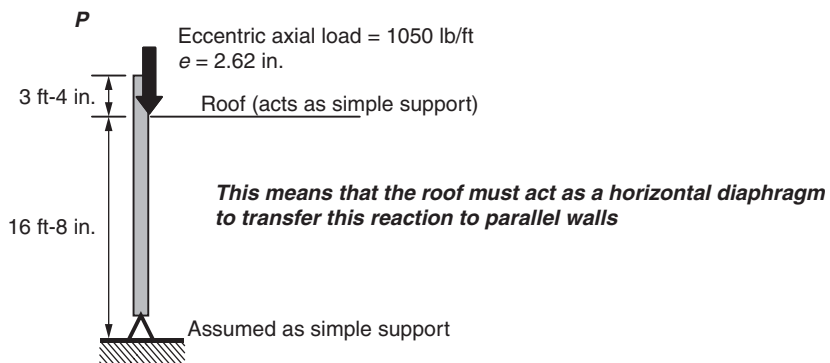 P
Eccentric axial load = 1050 lb/ft
e = 2.62 in.
3 ft-4 in.
Roof (acts as simple support)
This means that the roof must act as a horizontal diaphragm
to transfer this reaction to parallel walls
16 ft-8 in.
Assumed as simple support